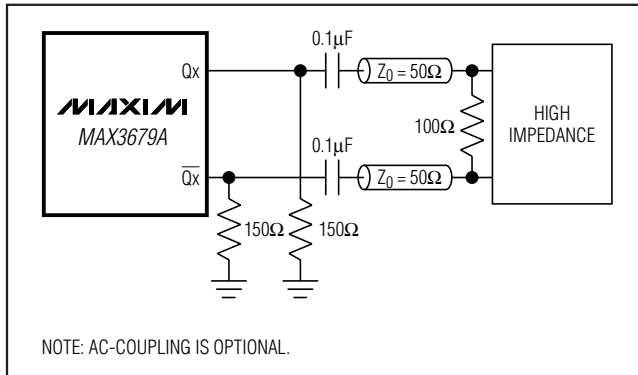 0.1µF
Qx
Z0 = 50Ω
MAXIM
MAX3679A
100Ω
HIGH
IMPEDANCE
0.1µF
Qx
Z0 = 50Ω
150Ω
150Ω
NOTE: AC-COUPLING IS OPTIONAL.